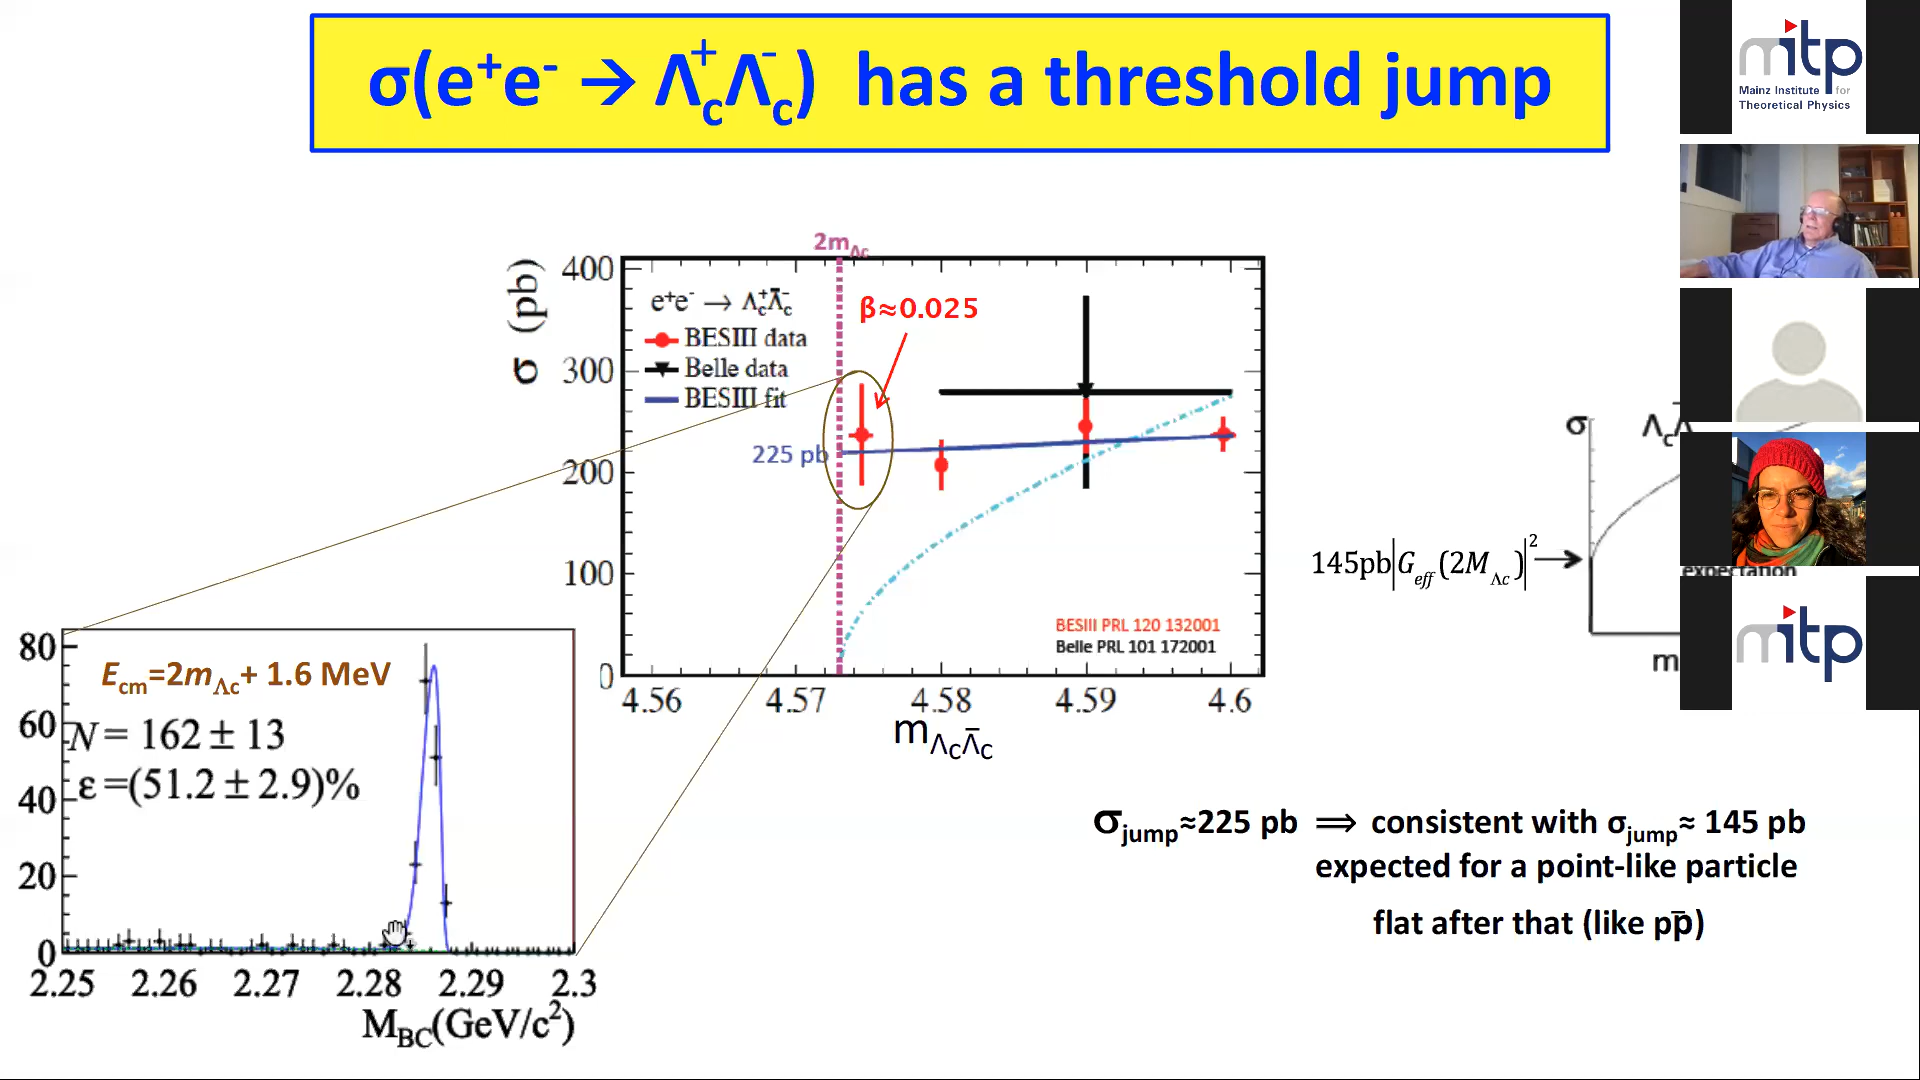 σ(e⁺e⁻ → Λc⁺Λc⁻) has a threshold jump
2mΛc
σ (pb)
400
300
200
100
0
e⁺e⁻ → Λc⁺Λ̄c⁻
BESIII data
Belle data
BESIII fit
β≈0.025
225 pb
BESIII PRL 120 132001
Belle PRL 101 172001
4.56 4.57 4.58 4.59 4.6
mΛcΛ̄c
80
60
40
20
0
Ecm=2mΛc+ 1.6 MeV
N = 162 ± 13
ε =(51.2 ± 2.9)%
2.25 2.26 2.27 2.28 2.29 2.3
MBC(GeV/c²)
145pb|Geff(2MΛc)|²
σ
expectation
m
σjump≈225 pb ⟹ consistent with σjump≈ 145 pb
expected for a point-like particle
flat after that (like pp̄)
mitp
Mainz Institute for
Theoretical Physics
mitp